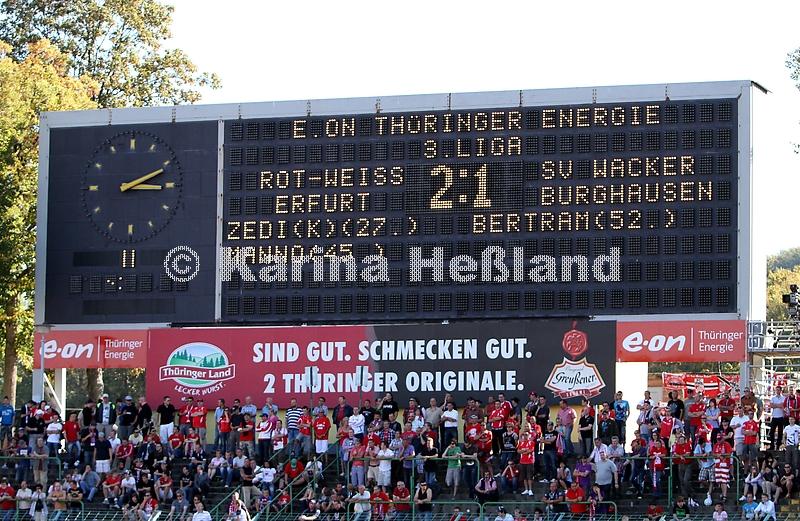 E.ON THÜRINGER ENERGIE
3.LIGA
ROT-WEISS 2:1 SV WACKER
ERFURT BURGHAUSEN
ZEDI(K)(27.) BERTRAM(52.)
© Karina Heßland
e·on Thüringer Energie
Thüringer Land
LECKER WURST.
SIND GUT. SCHMECKEN GUT.
2 THÜRINGER ORIGINALE.
Greußener
e·on Thüringer Energie